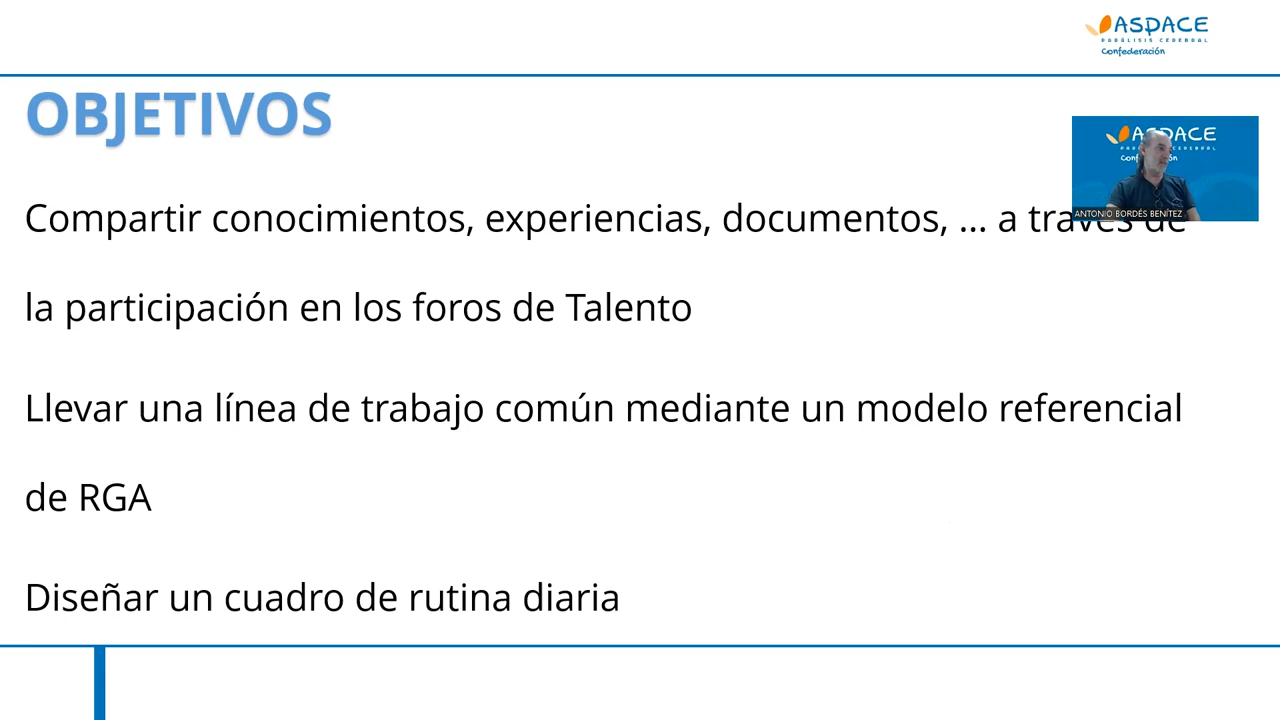 ASPACE
PARÁLISIS CEREBRAL
Confederación
OBJETIVOS
ASPACE
ANTONIO BORDÉS BENÍTEZ
Compartir conocimientos, experiencias, documentos, ... a través de
la participación en los foros de Talento
Llevar una línea de trabajo común mediante un modelo referencial
de RGA
Diseñar un cuadro de rutina diaria